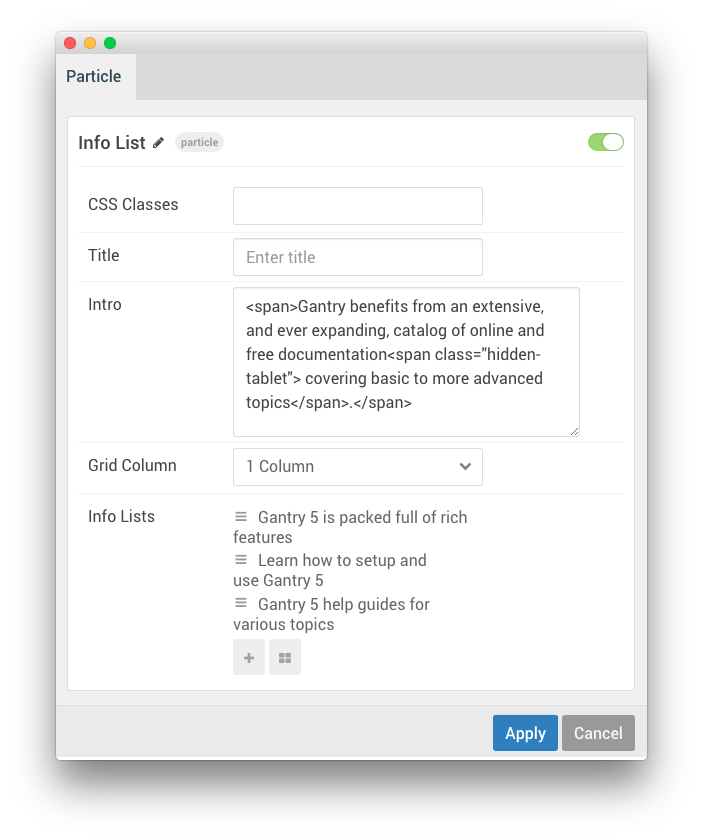 Particle
Info List particle
CSS Classes
Title Enter title
Intro <span>Gantry benefits from an extensive,
and ever expanding, catalog of online and
free documentation<span class="hidden-
tablet"> covering basic to more advanced
topics</span>.</span>
Grid Column 1 Column
Info Lists Gantry 5 is packed full of rich
features
Learn how to setup and
use Gantry 5
Gantry 5 help guides for
various topics
Apply Cancel